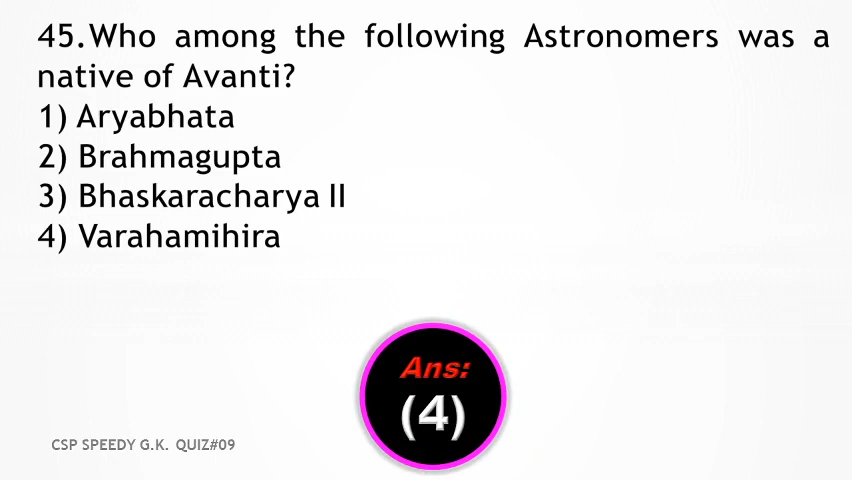 45.Who among the following Astronomers was a
native of Avanti?
1) Aryabhata
2) Brahmagupta
3) Bhaskaracharya II
4) Varahamihira
Ans:
(4)
CSP SPEEDY G.K. QUIZ#09